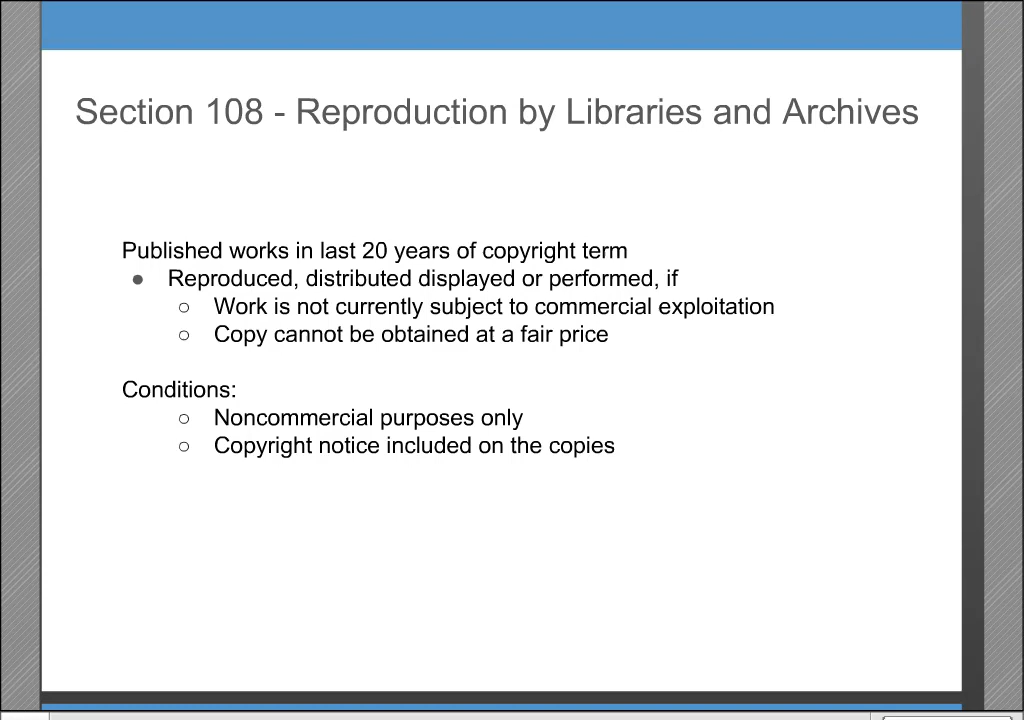 Section 108 - Reproduction by Libraries and Archives
Published works in last 20 years of copyright term
● Reproduced, distributed displayed or performed, if
○ Work is not currently subject to commercial exploitation
○ Copy cannot be obtained at a fair price
Conditions:
○ Noncommercial purposes only
○ Copyright notice included on the copies